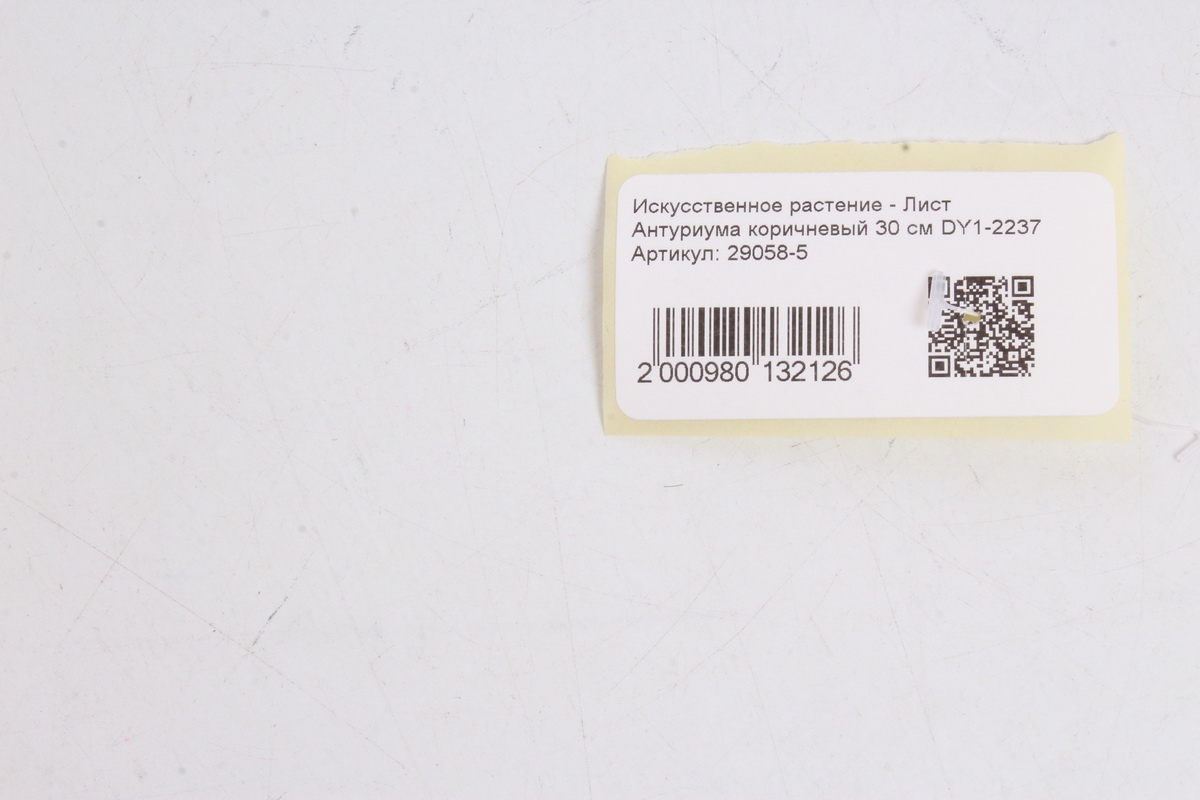 Искусственное растение - Лист
Антуриума коричневый 30 см DY1-2237
Артикул: 29058-5
2 000980 132126